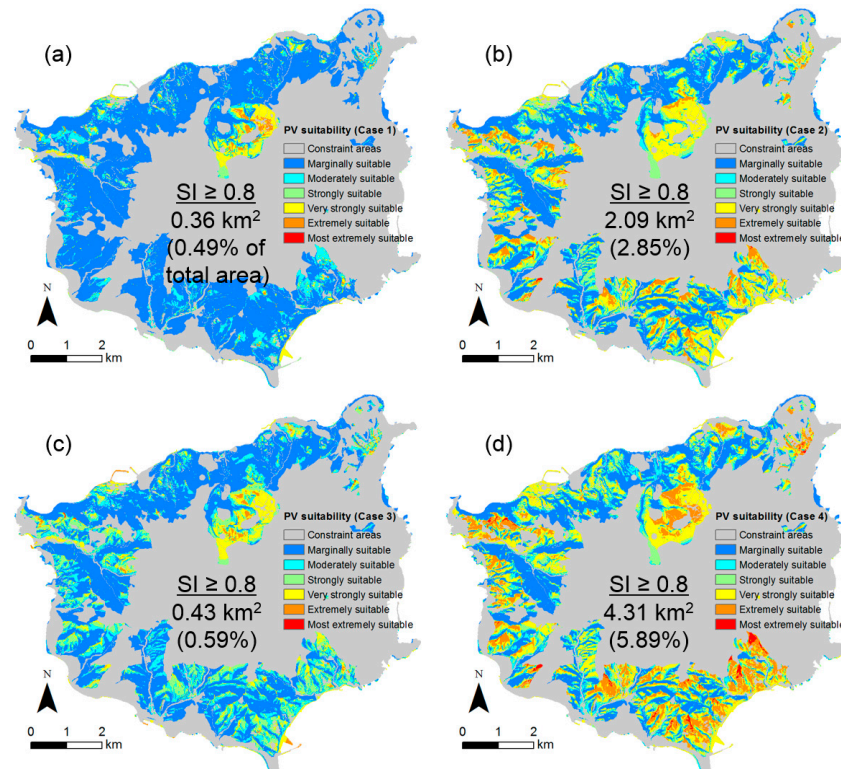 (a)
PV suitability (Case 1)
Constraint areas
Marginally suitable
Moderately suitable
Strongly suitable
Very strongly suitable
Extremely suitable
Most extremely suitable
SI ≥ 0.8
0.36 km²
(0.49% of
total area)
N
0 1 2
km
(b)
PV suitability (Case 2)
Constraint areas
Marginally suitable
Moderately suitable
Strongly suitable
Very strongly suitable
Extremely suitable
Most extremely suitable
SI ≥ 0.8
2.09 km²
(2.85%)
N
0 1 2
km
(c)
PV suitability (Case 3)
Constraint areas
Marginally suitable
Moderately suitable
Strongly suitable
Very strongly suitable
Extremely suitable
Most extremely suitable
SI ≥ 0.8
0.43 km²
(0.59%)
N
0 1 2
km
(d)
PV suitability (Case 4)
Constraint areas
Marginally suitable
Moderately suitable
Strongly suitable
Very strongly suitable
Extremely suitable
Most extremely suitable
SI ≥ 0.8
4.31 km²
(5.89%)
N
0 1 2
km